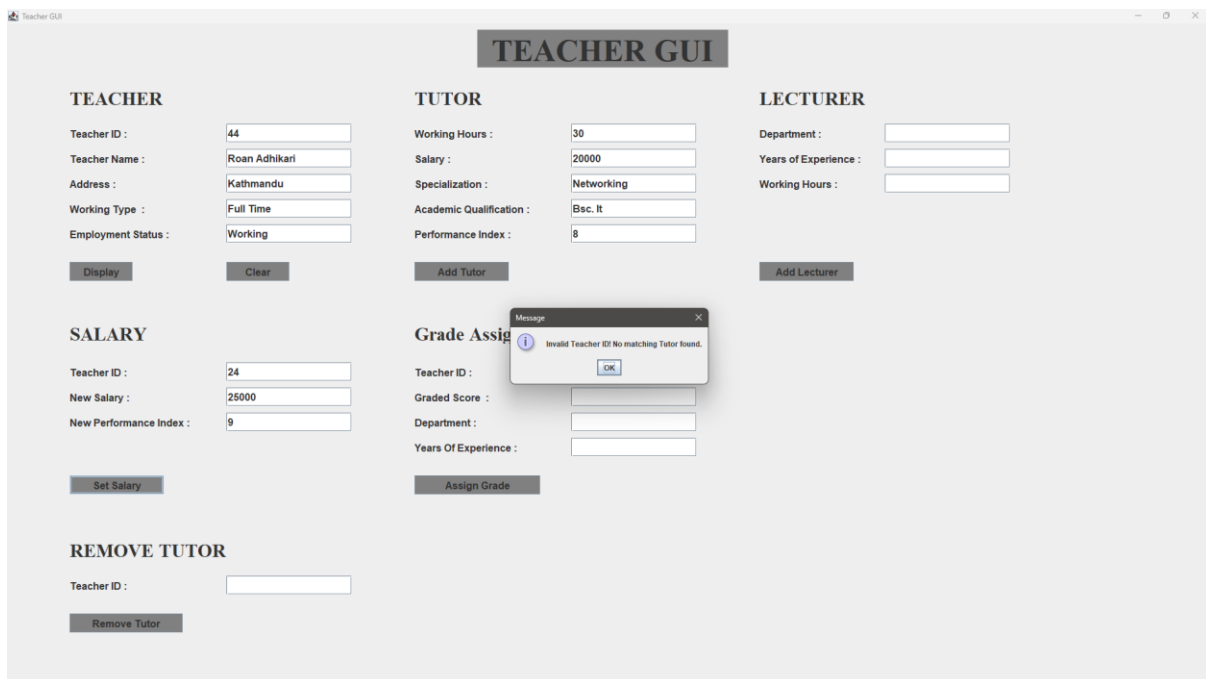 Teacher GUI
TEACHER GUI
TEACHER
Teacher ID : 44
Teacher Name : Roan Adhikari
Address : Kathmandu
Working Type : Full Time
Employment Status : Working
Display Clear
TUTOR
Working Hours : 30
Salary : 20000
Specialization : Networking
Academic Qualification : Bsc. It
Performance Index : 8
Add Tutor
LECTURER
Department :
Years of Experience :
Working Hours :
Add Lecturer
SALARY
Teacher ID : 24
New Salary : 25000
New Performance Index : 9
Set Salary
Grade Assig
Teacher ID :
Graded Score :
Department :
Years Of Experience :
Assign Grade
Message
Invalid Teacher ID! No matching Tutor found.
OK
REMOVE TUTOR
Teacher ID :
Remove Tutor